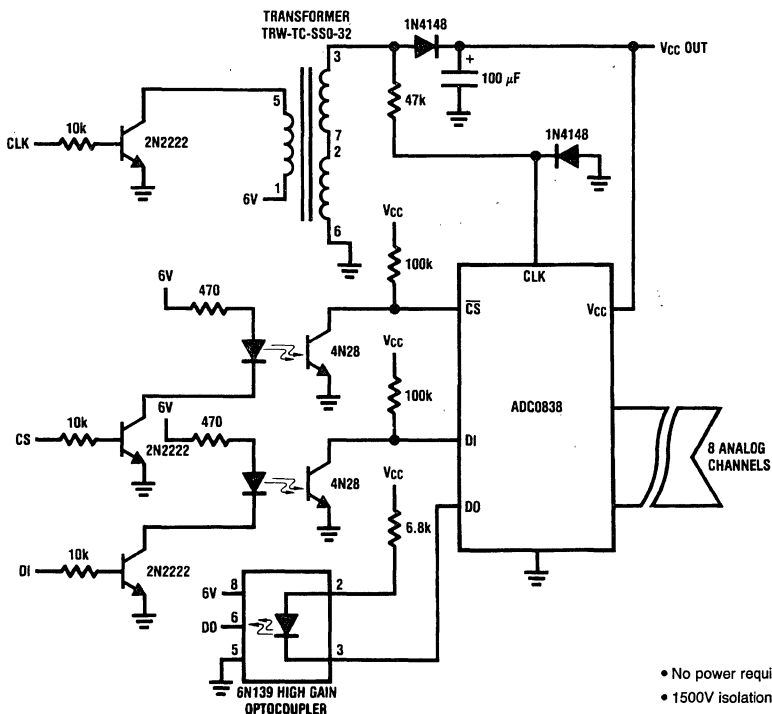 TRANSFORMER
TRW-TC-SSO-32
1N4148
3
VCC OUT
+
100 µF
47k
5
CLK
10k
2N2222
7
2
1N4148
6V
1
VCC
6
100k
CLK
6V
470
CS
VCC
4N28
VCC
ADC0838
100k
CS
10k
2N2222
6V
470
DI
8 ANALOG
CHANNELS
4N28
VCC
DO
6.8k
DI
10k
2N2222
6V
8
2
DO
6
5
3
6N139 HIGH GAIN
OPTOCOUPLER
• No power requi
• 1500V isolation